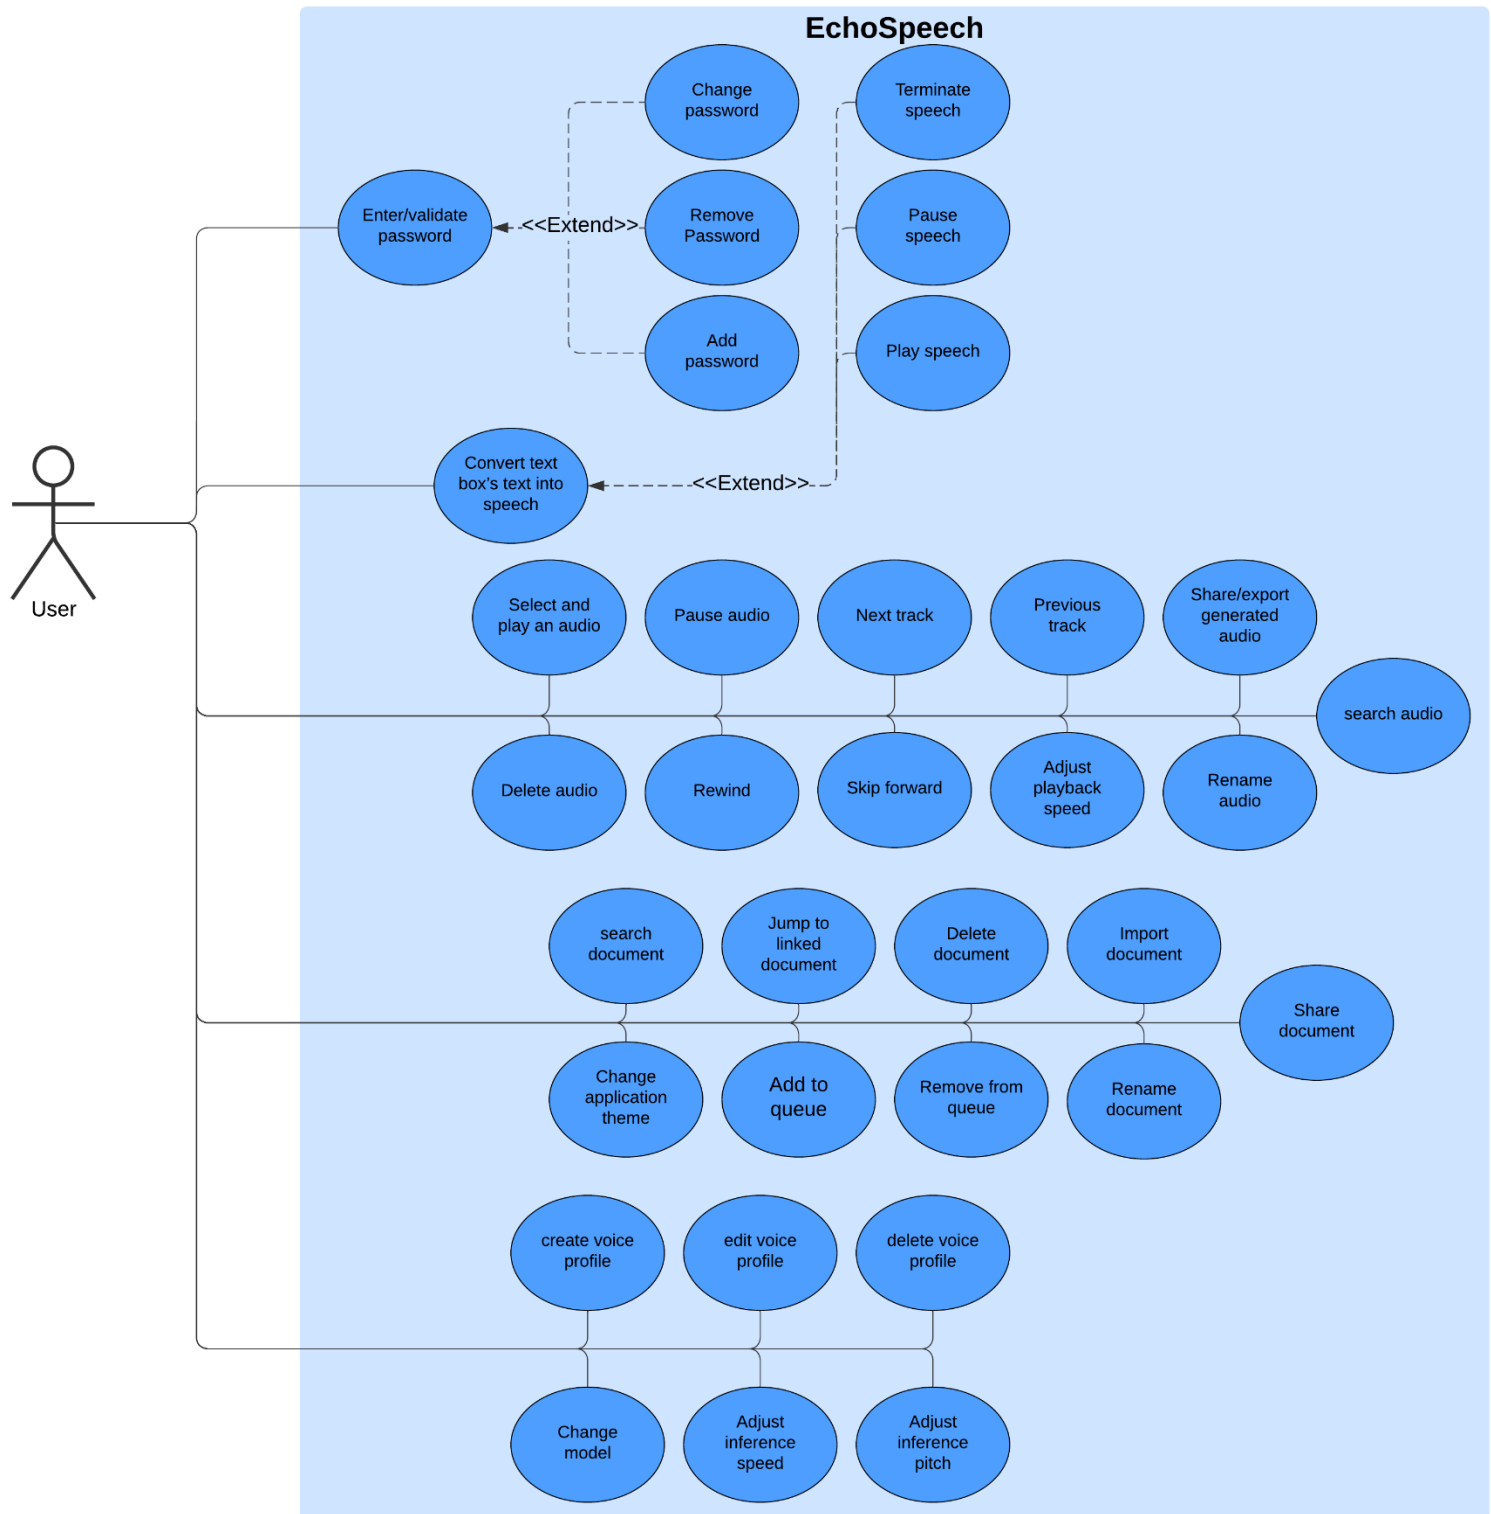 EchoSpeech
Change
password
Terminate
speech
Enter/validate
password
<<Extend>>
Remove
Password
Pause
speech
Add
password
Play speech
Convert text
box's text into
speech
<<Extend>>
User
Select and
play an audio
Pause audio
Next track
Previous
track
Share/export
generated
audio
search audio
Delete audio
Rewind
Skip forward
Adjust
playback
speed
Rename
audio
search
document
Jump to
linked
document
Delete
document
Import
document
Share
document
Change
application
theme
Add to
queue
Remove from
queue
Rename
document
create voice
profile
edit voice
profile
delete voice
profile
Change
model
Adjust
inference
speed
Adjust
inference
pitch